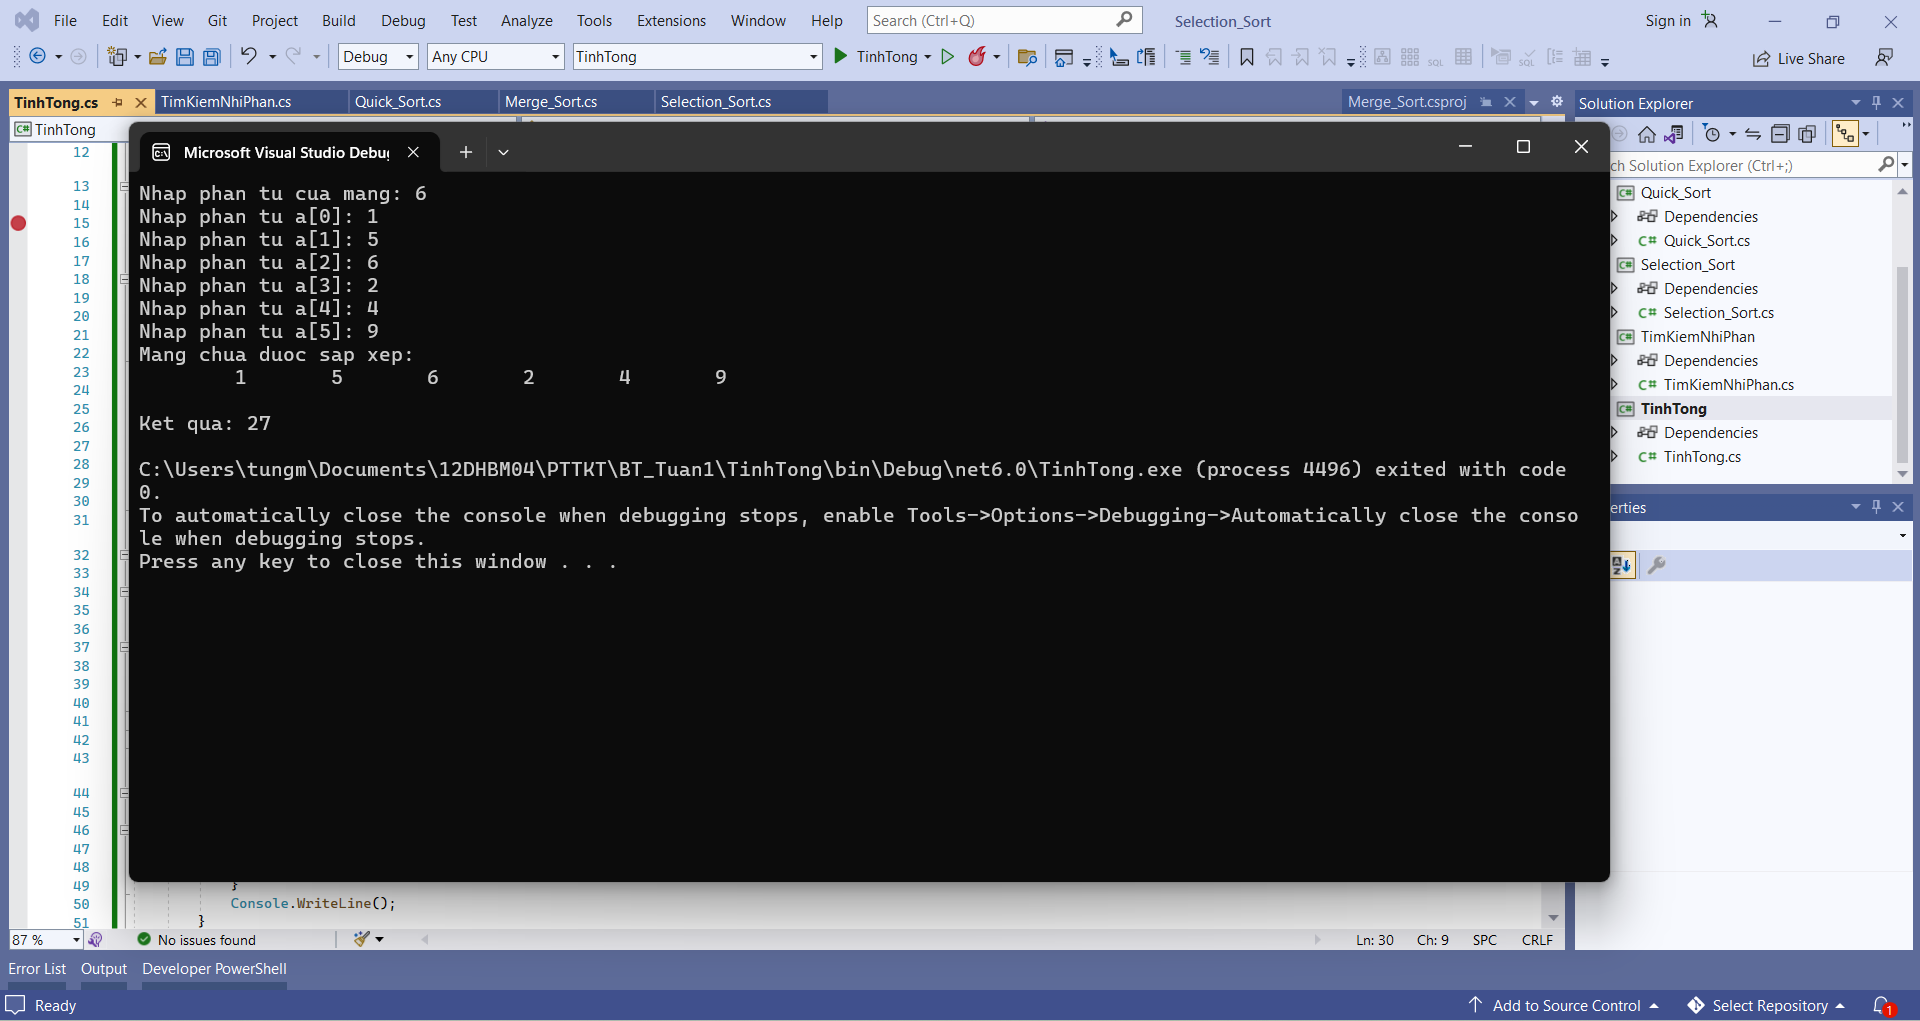 File Edit View Git Project Build Debug Test Analyze Tools Extensions Window Help Search (Ctrl+Q) Selection_Sort Sign in
Debug Any CPU TinhTong TinhTong Live Share
TinhTong.cs TimKiemNhiPhan.cs Quick_Sort.cs Merge_Sort.cs Selection_Sort.cs Merge_Sort.csproj Solution Explorer
TinhTong
Microsoft Visual Studio Debu
ch Solution Explorer (Ctrl+;)
Nhap phan tu cua mang: 6
Nhap phan tu a[0]: 1
Nhap phan tu a[1]: 5
Nhap phan tu a[2]: 6
Nhap phan tu a[3]: 2
Nhap phan tu a[4]: 4
Nhap phan tu a[5]: 9
Mang chua duoc sap xep:
1 5 6 2 4 9
Ket qua: 27
C:\Users\tungm\Documents\12DHBM04\PTTKT\BT_Tuan1\TinhTong\bin\Debug\net6.0\TinhTong.exe (process 4496) exited with code
0.
To automatically close the console when debugging stops, enable Tools->Options->Debugging->Automatically close the conso
le when debugging stops.
Press any key to close this window . . .
12
13
14
15
16
17
18
19
20
21
22
23
24
25
26
27
28
29
30
31
32
33
34
35
36
37
38
39
40
41
42
43
44
45
46
47
48
49 }
50 Console.WriteLine();
51 }
Quick_Sort
Dependencies
C# Quick_Sort.cs
Selection_Sort
Dependencies
C# Selection_Sort.cs
TimKiemNhiPhan
Dependencies
C# TimKiemNhiPhan.cs
TinhTong
Dependencies
C# TinhTong.cs
erties
87 % No issues found Ln: 30 Ch: 9 SPC CRLF
Error List Output Developer PowerShell
Ready Add to Source Control Select Repository 1